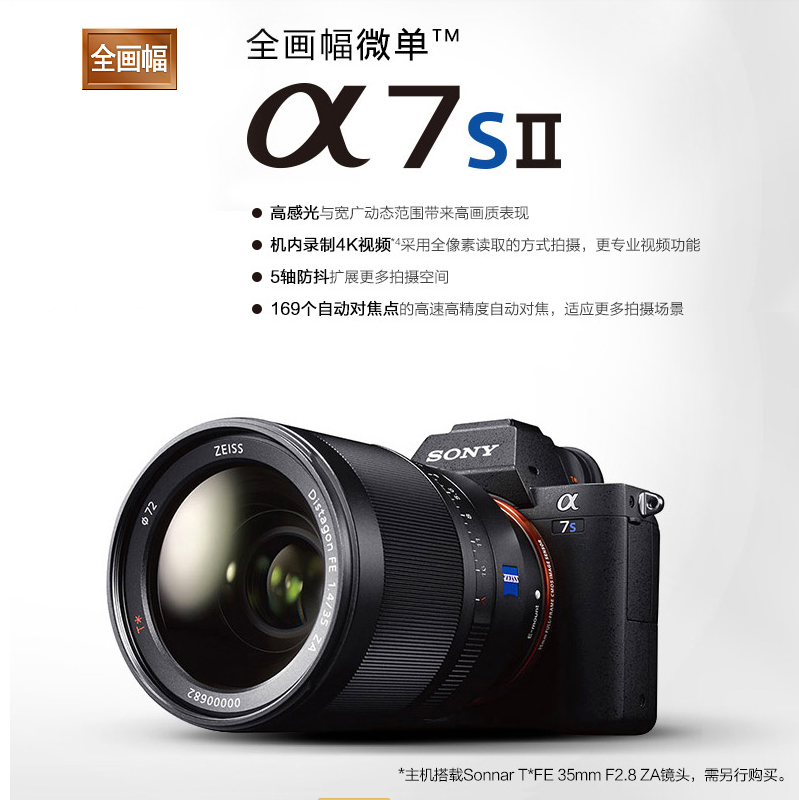 全画幅
全画幅微单™
α7SII
● 高感光与宽广动态范围带来高画质表现
● 机内录制4K视频*4采用全像素读取的方式拍摄，更专业视频功能
● 5轴防抖扩展更多拍摄空间
● 169个自动对焦点的高速高精度自动对焦，适应更多拍摄场景
ZEISS
Φ72
Distagon FE 1.4/35 ZA
T*
00000682
SONY
α
7s
ZEISS
E-mount
*主机搭载Sonnar T*FE 35mm F2.8 ZA镜头，需另行购买。